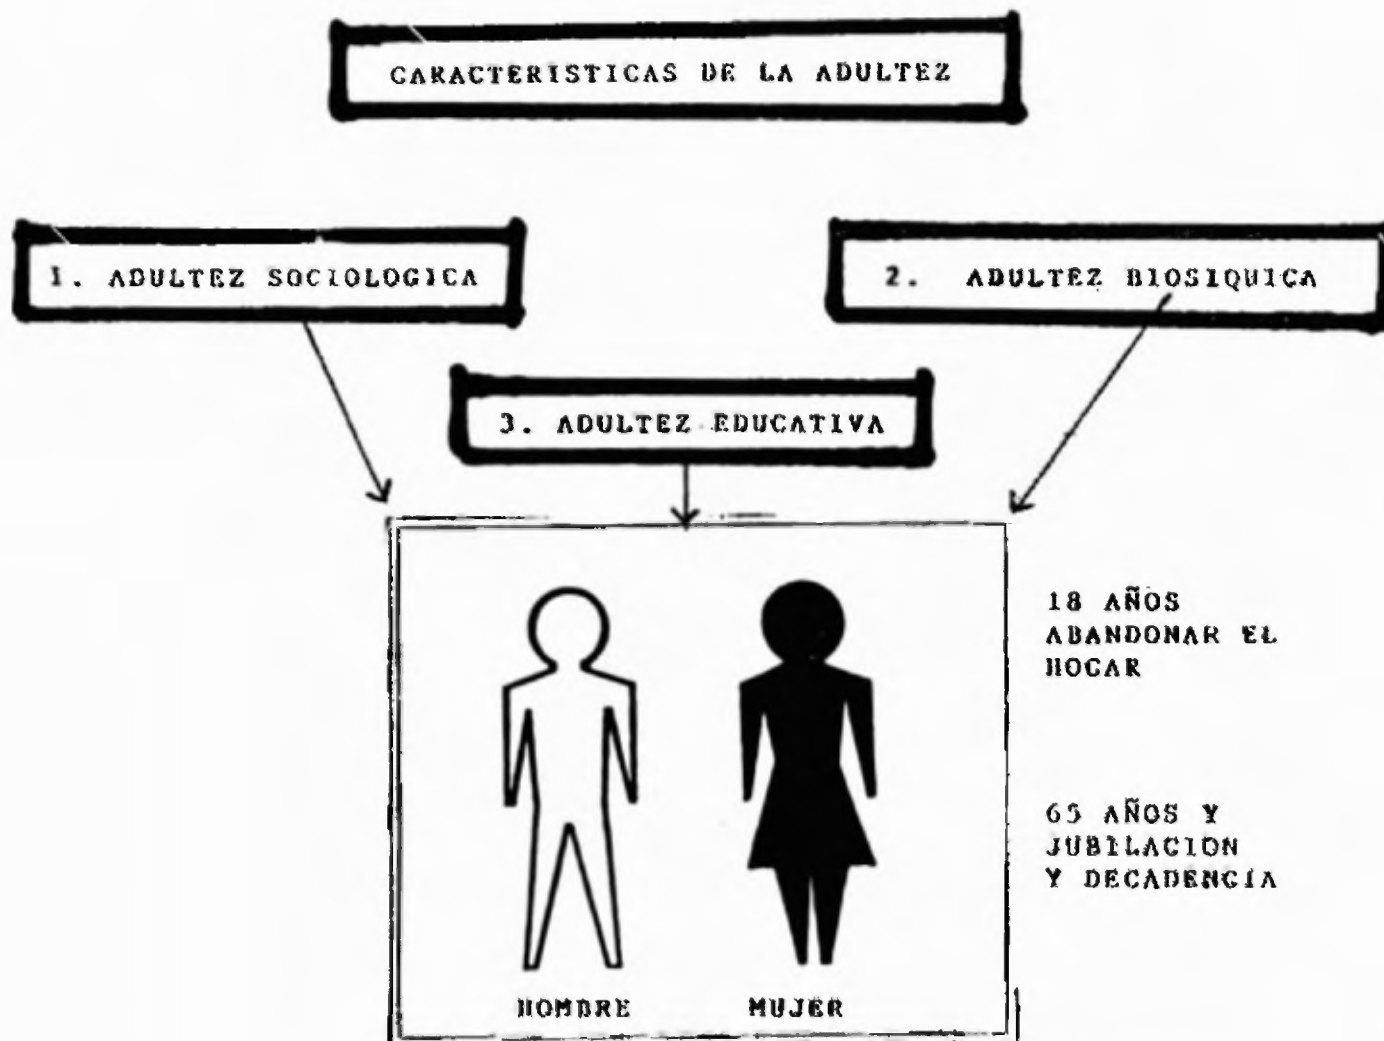 CARACTERISTICAS DE LA ADULTEZ
1. ADULTEZ SOCIOLOGICA
2. ADULTEZ BIOSIQUICA
3. ADULTEZ EDUCATIVA
18 AÑOS
ABANDONAR EL
HOGAR
65 AÑOS Y
JUBILACION
Y DECADENCIA
HOMBRE MUJER